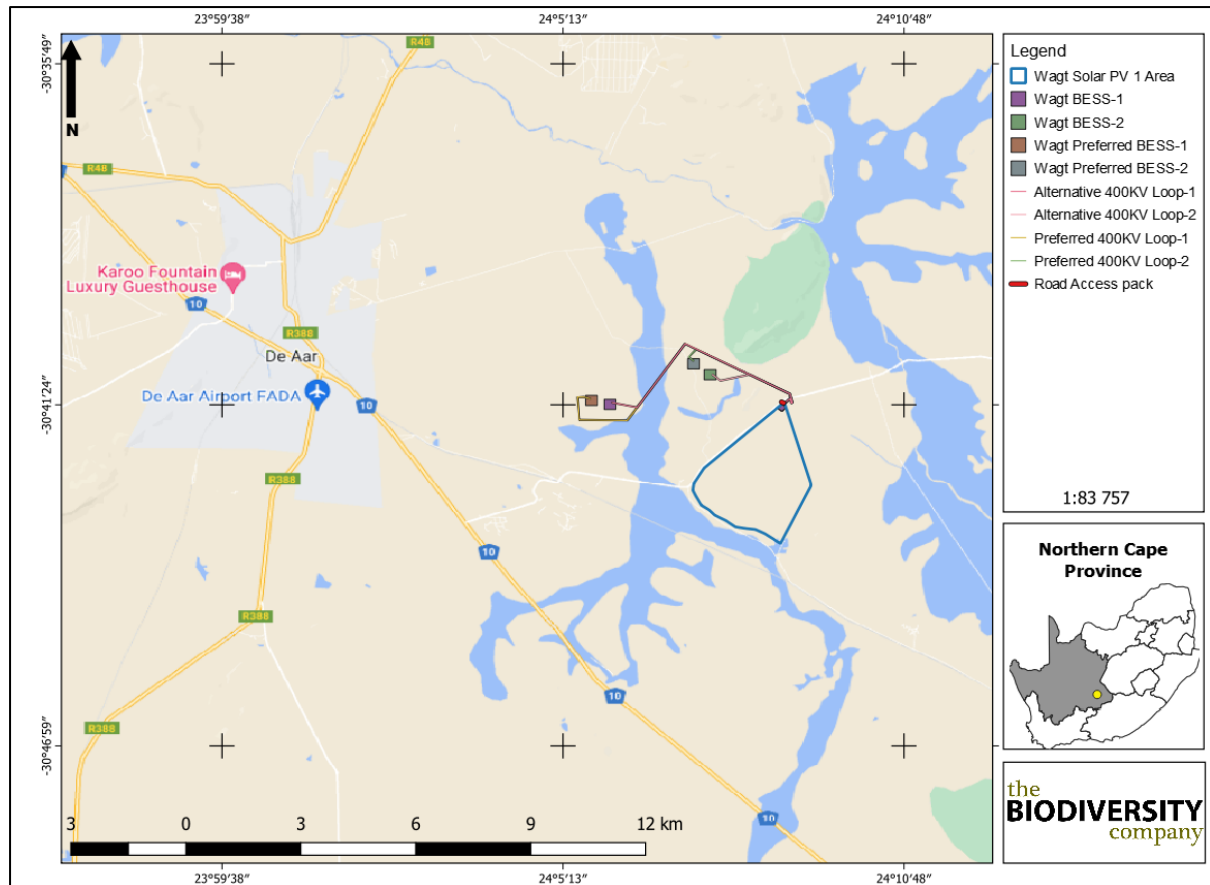 23°59′38″
24°5′13″
24°10′48″
-30°35′49″
-30°41′24″
-30°46′59″
N
R48
R48
10
Karoo Fountain
Luxury Guesthouse
10
R388
De Aar
De Aar Airport FADA
10
R388
10
R388
10
R388
10
3 0 3 6 9 12 km
23°59′38″
24°5′13″
24°10′48″
Legend
Wagt Solar PV 1 Area
Wagt BESS-1
Wagt BESS-2
Wagt Preferred BESS-1
Wagt Preferred BESS-2
Alternative 400KV Loop-1
Alternative 400KV Loop-2
Preferred 400KV Loop-1
Preferred 400KV Loop-2
Road Access pack
1:83 757
Northern Cape
Province
the
BIODIVERSITY
company